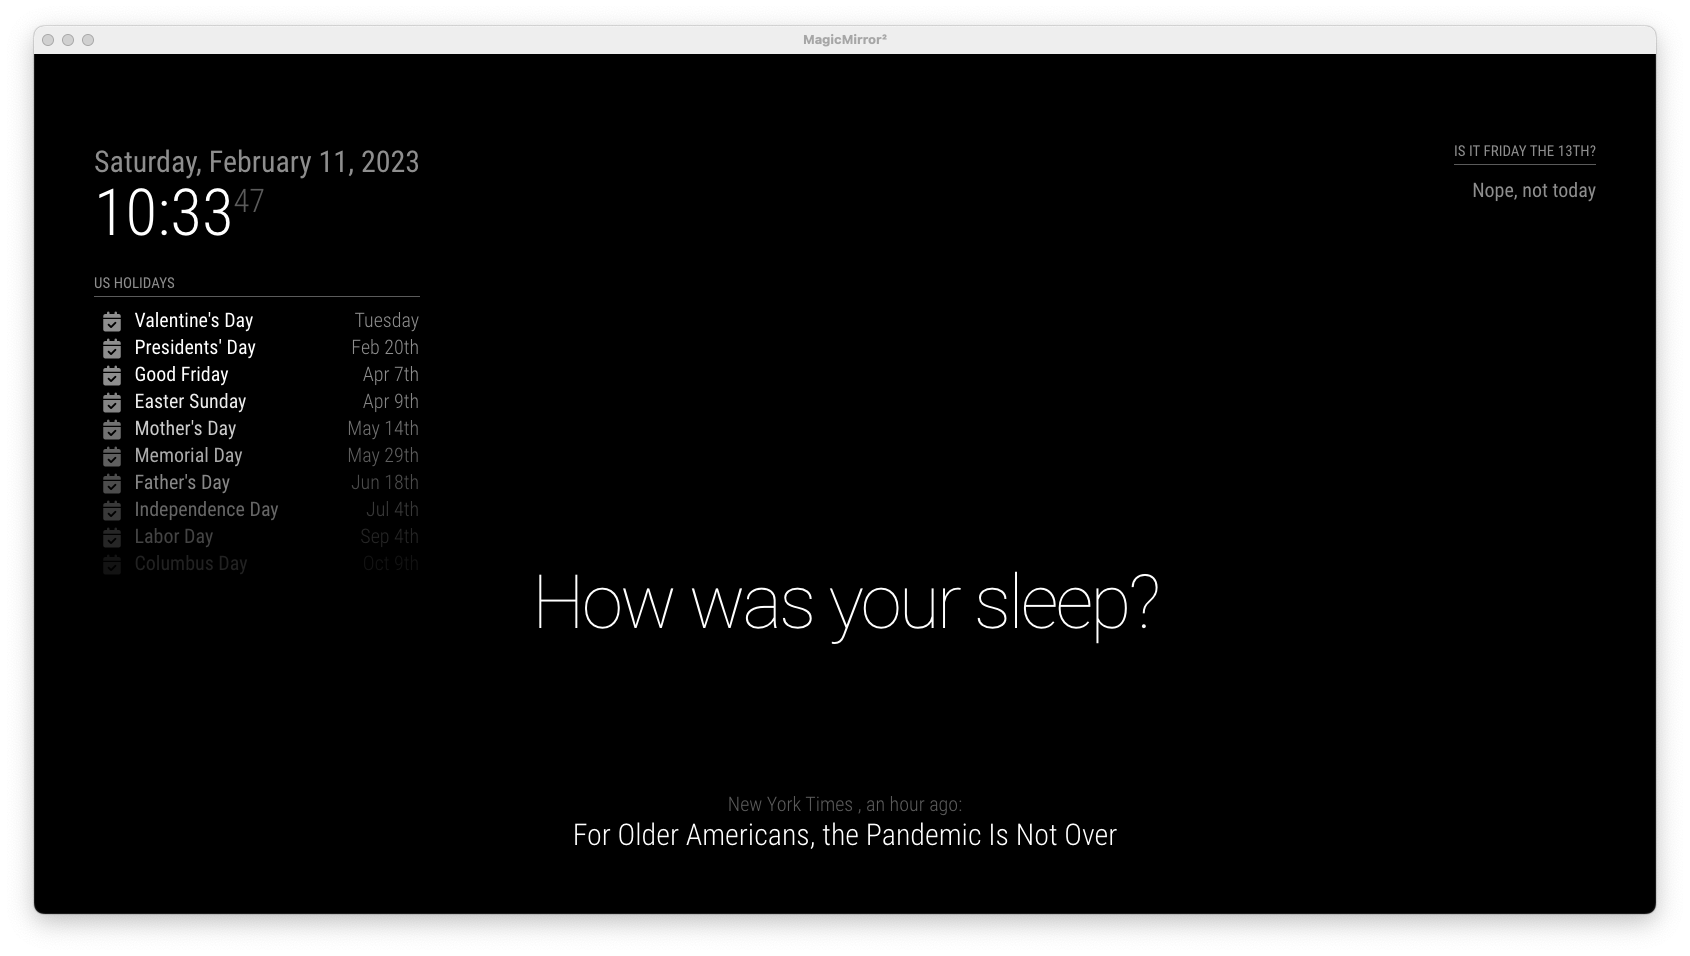 MagicMirror²
Saturday, February 11, 2023
10:33 47
US HOLIDAYS
Valentine's Day Tuesday
Presidents' Day Feb 20th
Good Friday Apr 7th
Easter Sunday Apr 9th
Mother's Day May 14th
Memorial Day May 29th
Father's Day Jun 18th
Independence Day Jul 4th
Labor Day Sep 4th
Columbus Day Oct 9th
IS IT FRIDAY THE 13TH?
Nope, not today
How was your sleep?
New York Times , an hour ago:
For Older Americans, the Pandemic Is Not Over